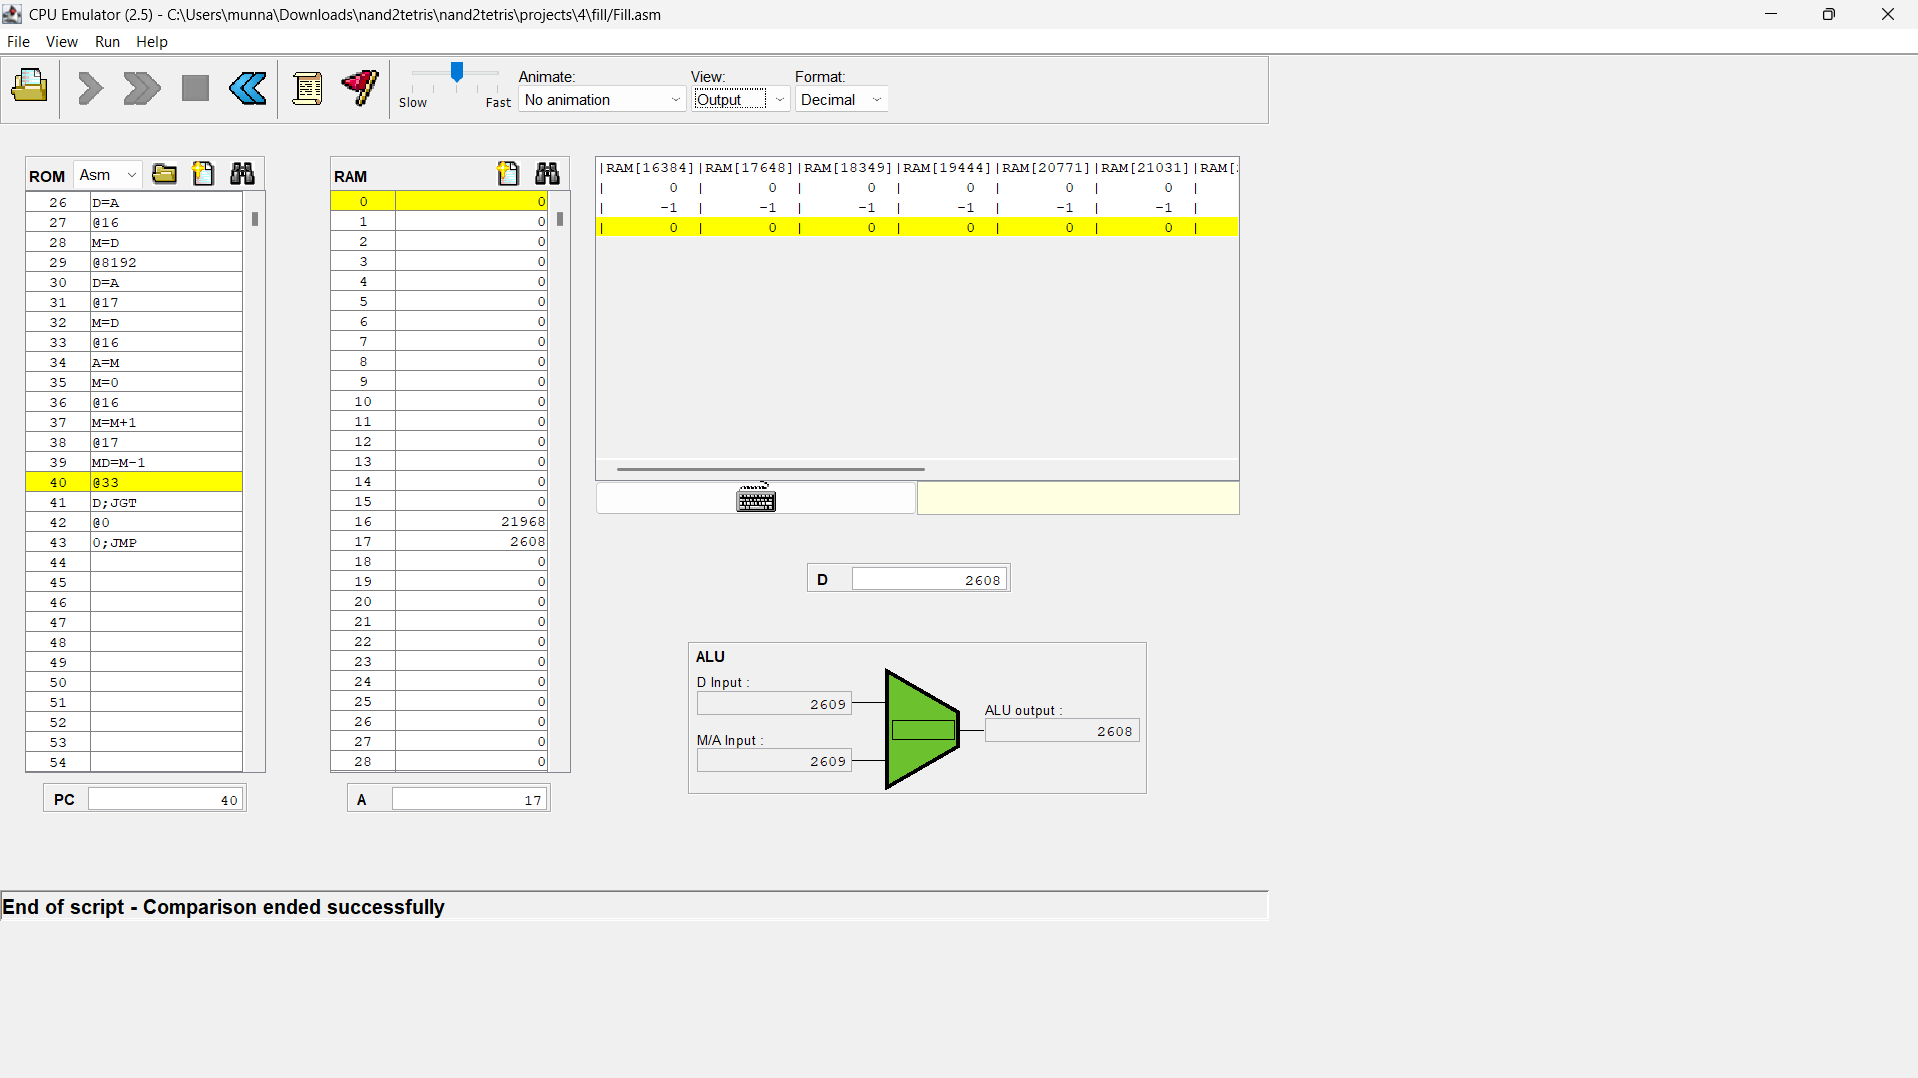 CPU Emulator (2.5) - C:\Users\munna\Downloads\nand2tetris\nand2tetris\projects\4\fill/Fill.asm
File View Run Help
Slow Fast
Animate:
No animation
View:
Output
Format:
Decimal
ROM Asm
26 D=A
27 @16
28 M=D
29 @8192
30 D=A
31 @17
32 M=D
33 @16
34 A=M
35 M=0
36 @16
37 M=M+1
38 @17
39 MD=M-1
40 @33
41 D;JGT
42 @0
43 0;JMP
44
45
46
47
48
49
50
51
52
53
54
PC 40
RAM
0 0
1 0
2 0
3 0
4 0
5 0
6 0
7 0
8 0
9 0
10 0
11 0
12 0
13 0
14 0
15 0
16 21968
17 2608
18 0
19 0
20 0
21 0
22 0
23 0
24 0
25 0
26 0
27 0
28 0
A 17
|RAM[16384]|RAM[17648]|RAM[18349]|RAM[19444]|RAM[20771]|RAM[21031]|RAM[
| 0 | 0 | 0 | 0 | 0 | 0 |
| -1 | -1 | -1 | -1 | -1 | -1 |
| 0 | 0 | 0 | 0 | 0 | 0 |
D 2608
ALU
D Input :
2609
M/A Input :
2609
ALU output :
2608
End of script - Comparison ended successfully